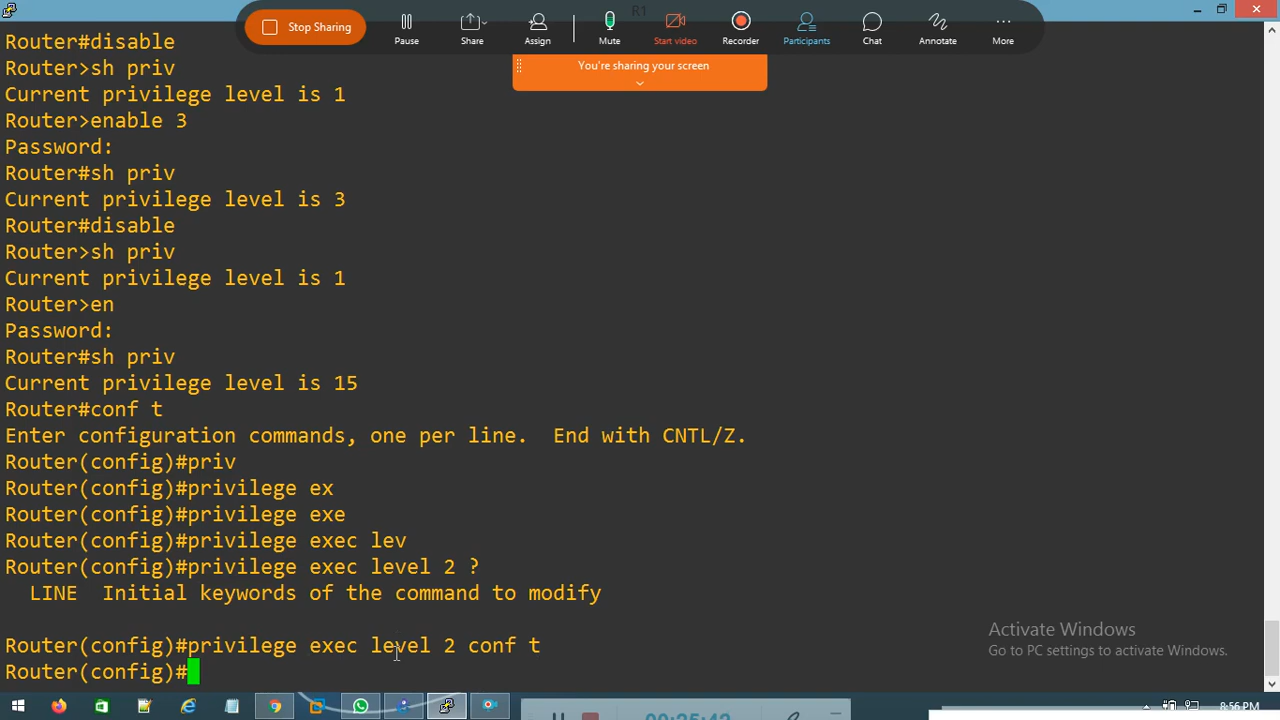 R1
Stop Sharing
Pause
Share
Assign
Mute
Start video
Recorder
Participants
Chat
Annotate
More
You're sharing your screen
Router#disable
Router>sh priv
Current privilege level is 1
Router>enable 3
Password:
Router#sh priv
Current privilege level is 3
Router#disable
Router>sh priv
Current privilege level is 1
Router>en
Password:
Router#sh priv
Current privilege level is 15
Router#conf t
Enter configuration commands, one per line.  End with CNTL/Z.
Router(config)#priv
Router(config)#privilege ex
Router(config)#privilege exe
Router(config)#privilege exec lev
Router(config)#privilege exec level 2 ?
LINE  Initial keywords of the command to modify
Router(config)#privilege exec level 2 conf t
Router(config)#
Activate Windows
Go to PC settings to activate Windows.
8:56 PM